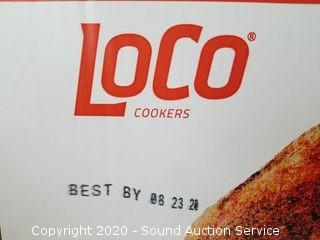 LoCo®
COOKERS
BEST BY 08 23 20
Copyright 2020 - Sound Auction Service